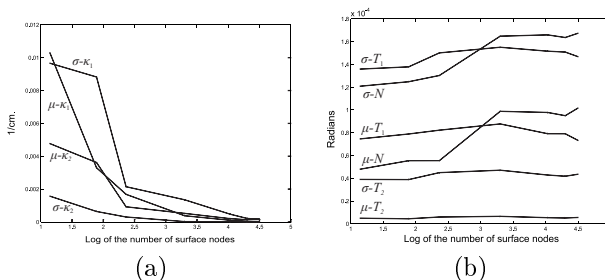 × 10⁻⁴
0.012
0.01
0.008
0.006
0.004
0.002
0.00
1/cm.
σ-κ₁
μ-κ₁
μ-κ₂
σ-κ₂
1 1.5 2 2.5 3 3.5 4 4.5 5
Log of the number of surface nodes
(a)
1.8
1.6
1.4
1.2
1
0.8
0.6
0.4
0.2
0
Radians
σ-T₁
σ-N
μ-T₁
μ-N
σ-T₂
μ-T₂
1 1.5 2 2.5 3 3.5 4 4.5 5
Log of the number of surface nodes
(b)